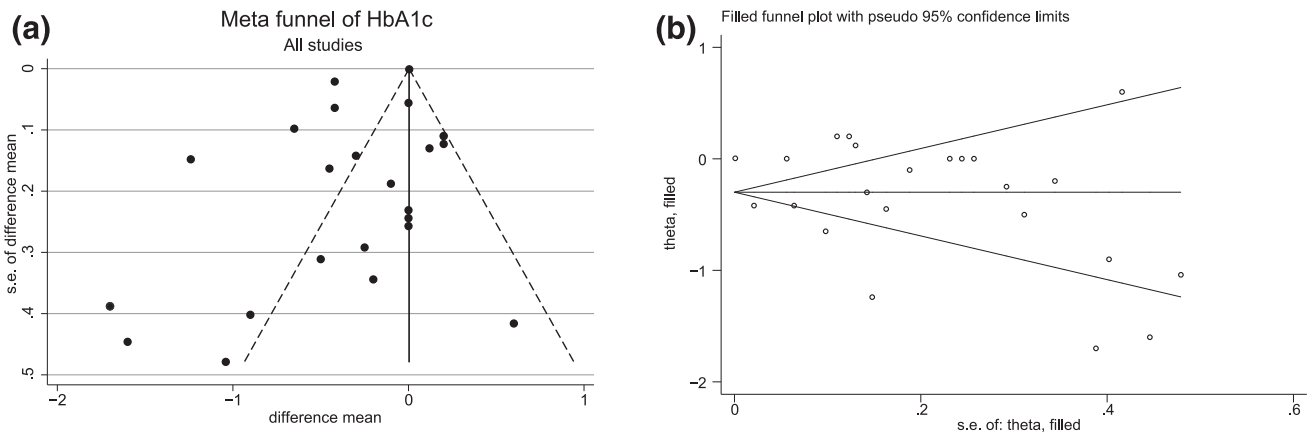 (a)
Meta funnel of HbA1c
All studies
s.e. of difference mean
0
.1
.2
.3
.4
.5
−2
−1
0
1
difference mean
(b)
Filled funnel plot with pseudo 95% confidence limits
theta, filled
1
0
−1
−2
0
.2
.4
.6
s.e. of: theta, filled